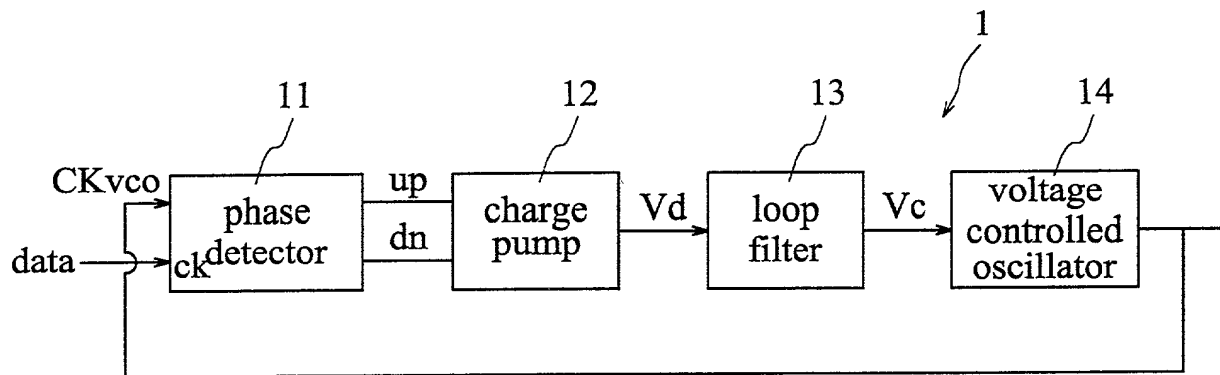 1
11
12
13
14
CKvco
phase
detector
ck
data
up
dn
charge
pump
Vd
loop
filter
Vc
voltage
controlled
oscillator